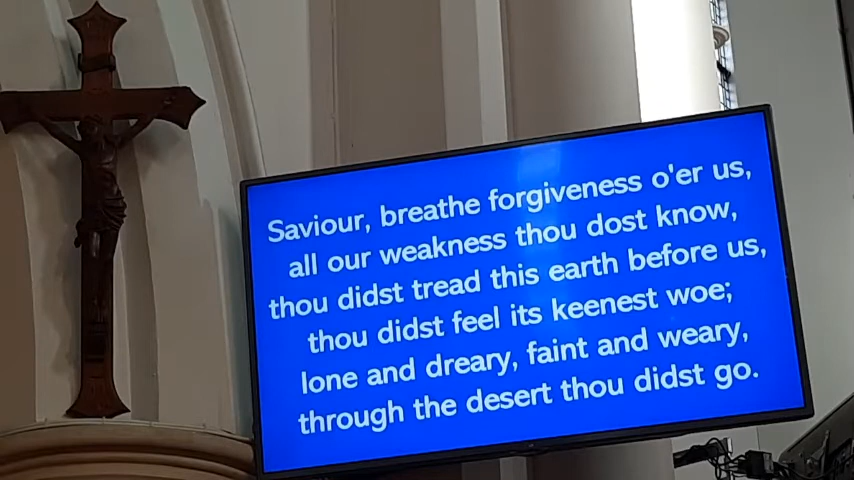 Saviour, breathe forgiveness o'er us,
all our weakness thou dost know,
thou didst tread this earth before us,
thou didst feel its keenest woe;
lone and dreary, faint and weary,
through the desert thou didst go.